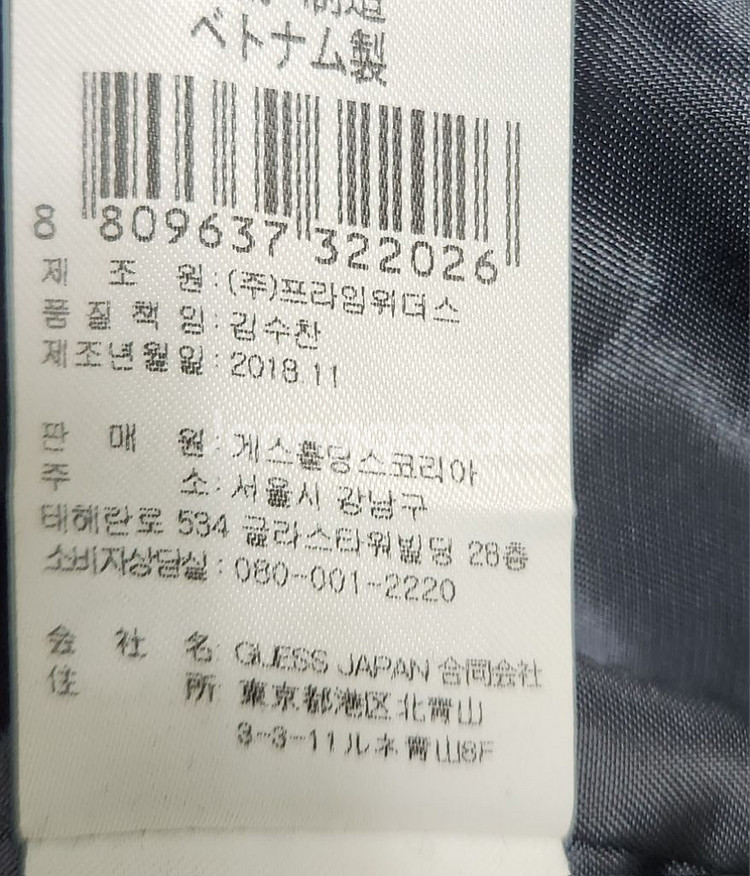 制造
ベトナム製
8 809637 322026
제 조 원 : (주)프라임위더스
품 질 책 임 : 김수찬
제조년월일 : 2018.11
판 매 원 : 게스홀딩스코리아
주 소 : 서울시 강남구
테헤란로 534 글라스타워빌딩 28층
소비자상담실 : 080-001-2220
会 社 名 : GUESS JAPAN 合同会社
住 所 : 東京都港区北青山
3-3-11ルネ青山8F